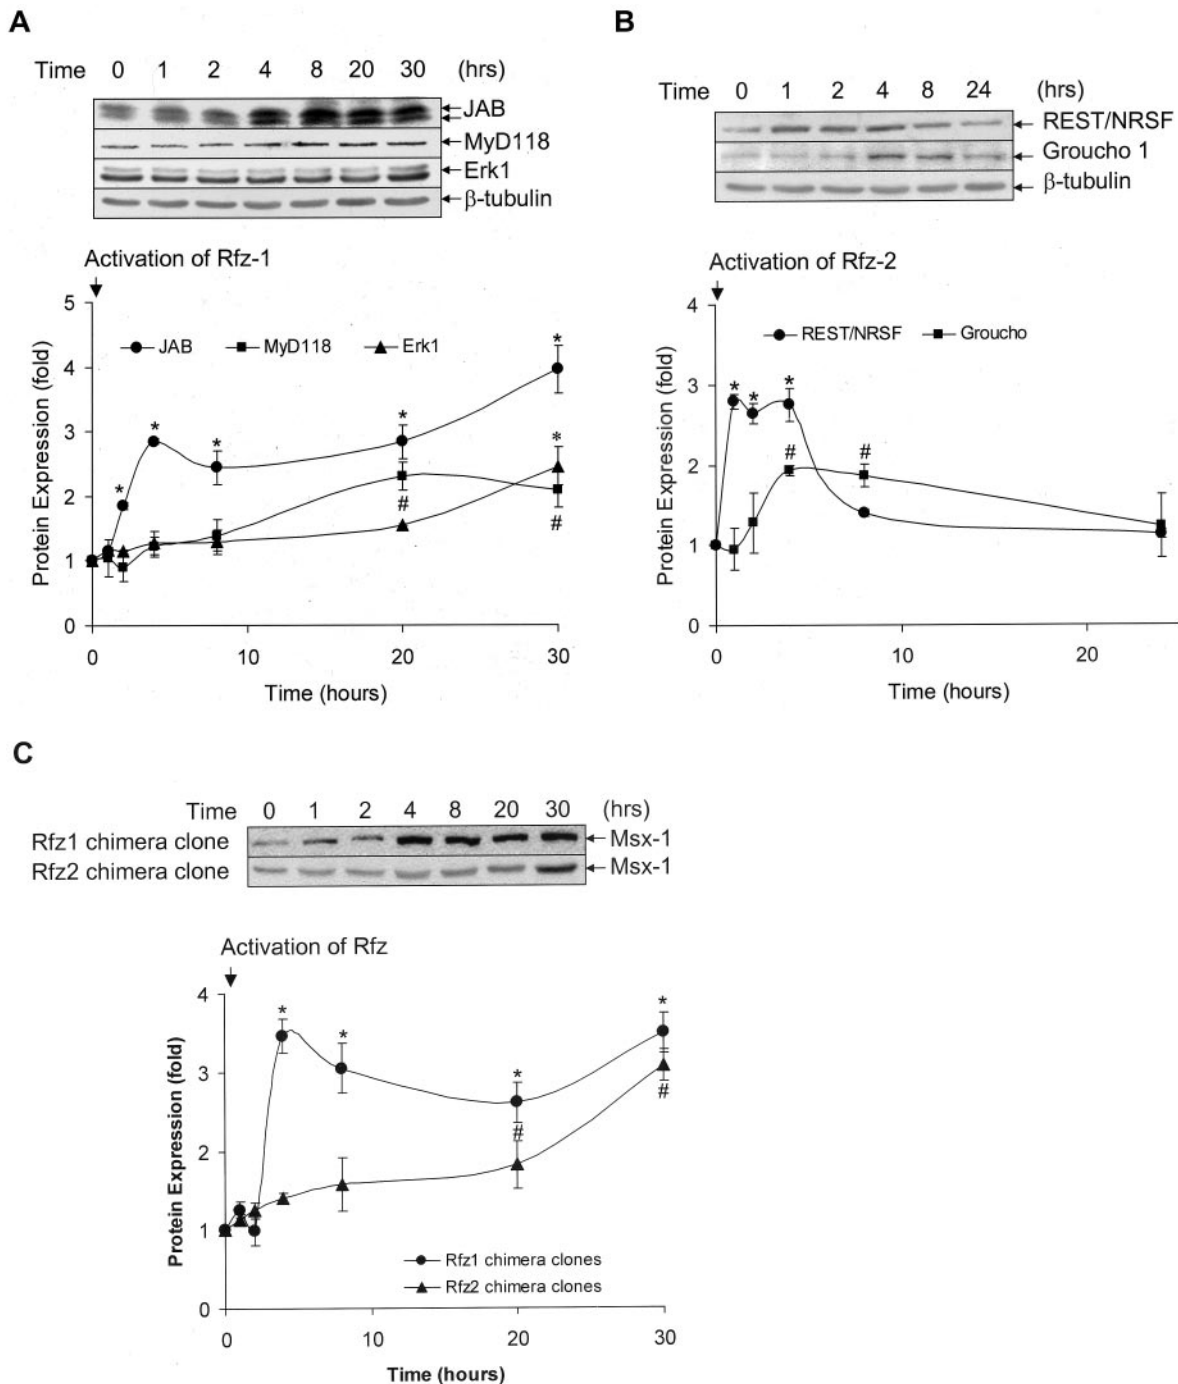 A
Time 0 1 2 4 8 20 30 (hrs)
JAB
MyD118
Erk1
β-tubulin
Activation of Rfz-1
JAB MyD118 Erk1
Protein Expression (fold)
5
4
3
2
1
0
* * * * * *
# #
0 10 20 30
Time (hours)
B
Time 0 1 2 4 8 24 (hrs)
REST/NRSF
Groucho 1
β-tubulin
Activation of Rfz-2
REST/NRSF Groucho
Protein Expression (fold)
4
3
2
1
0
* * *
# #
0 10 20
Time (hours)
C
Time 0 1 2 4 8 20 30 (hrs)
Rfz1 chimera clone Msx-1
Rfz2 chimera clone Msx-1
Activation of Rfz
Protein Expression (fold)
4
3
2
1
0
* * * *
# #
Rfz1 chimera clones
Rfz2 chimera clones
0 10 20 30
Time (hours)